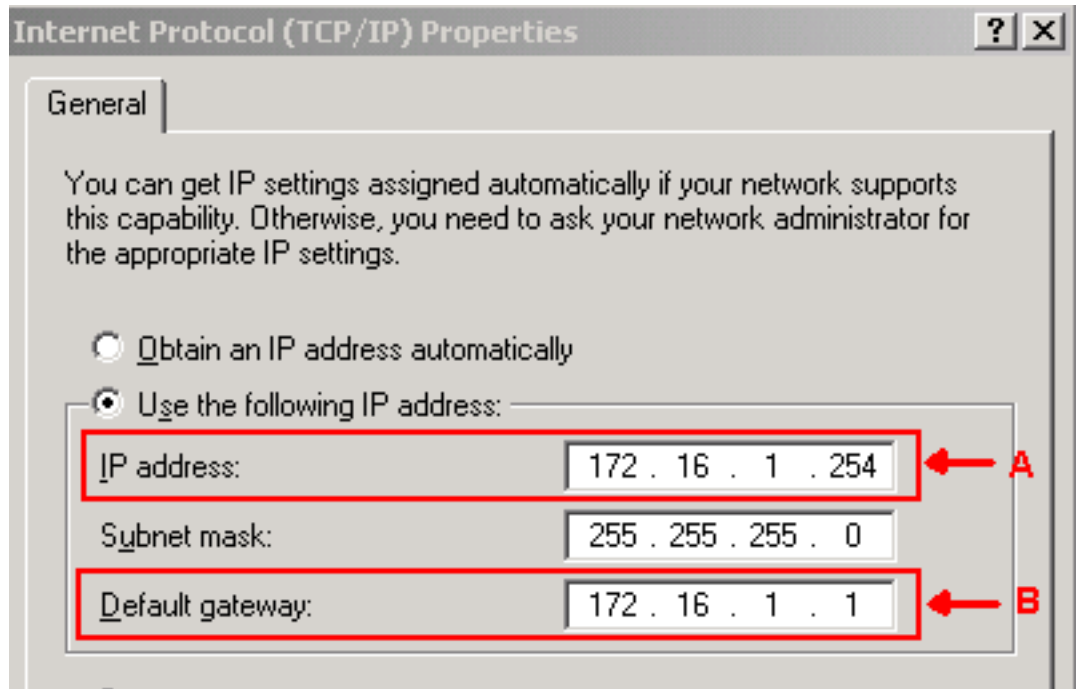 Internet Protocol (TCP/IP) Properties
General
You can get IP settings assigned automatically if your network supports
this capability. Otherwise, you need to ask your network administrator for
the appropriate IP settings.
Obtain an IP address automatically
Use the following IP address:
IP address: 172 . 16 . 1 . 254 A
Subnet mask: 255 . 255 . 255 . 0
Default gateway: 172 . 16 . 1 . 1 B